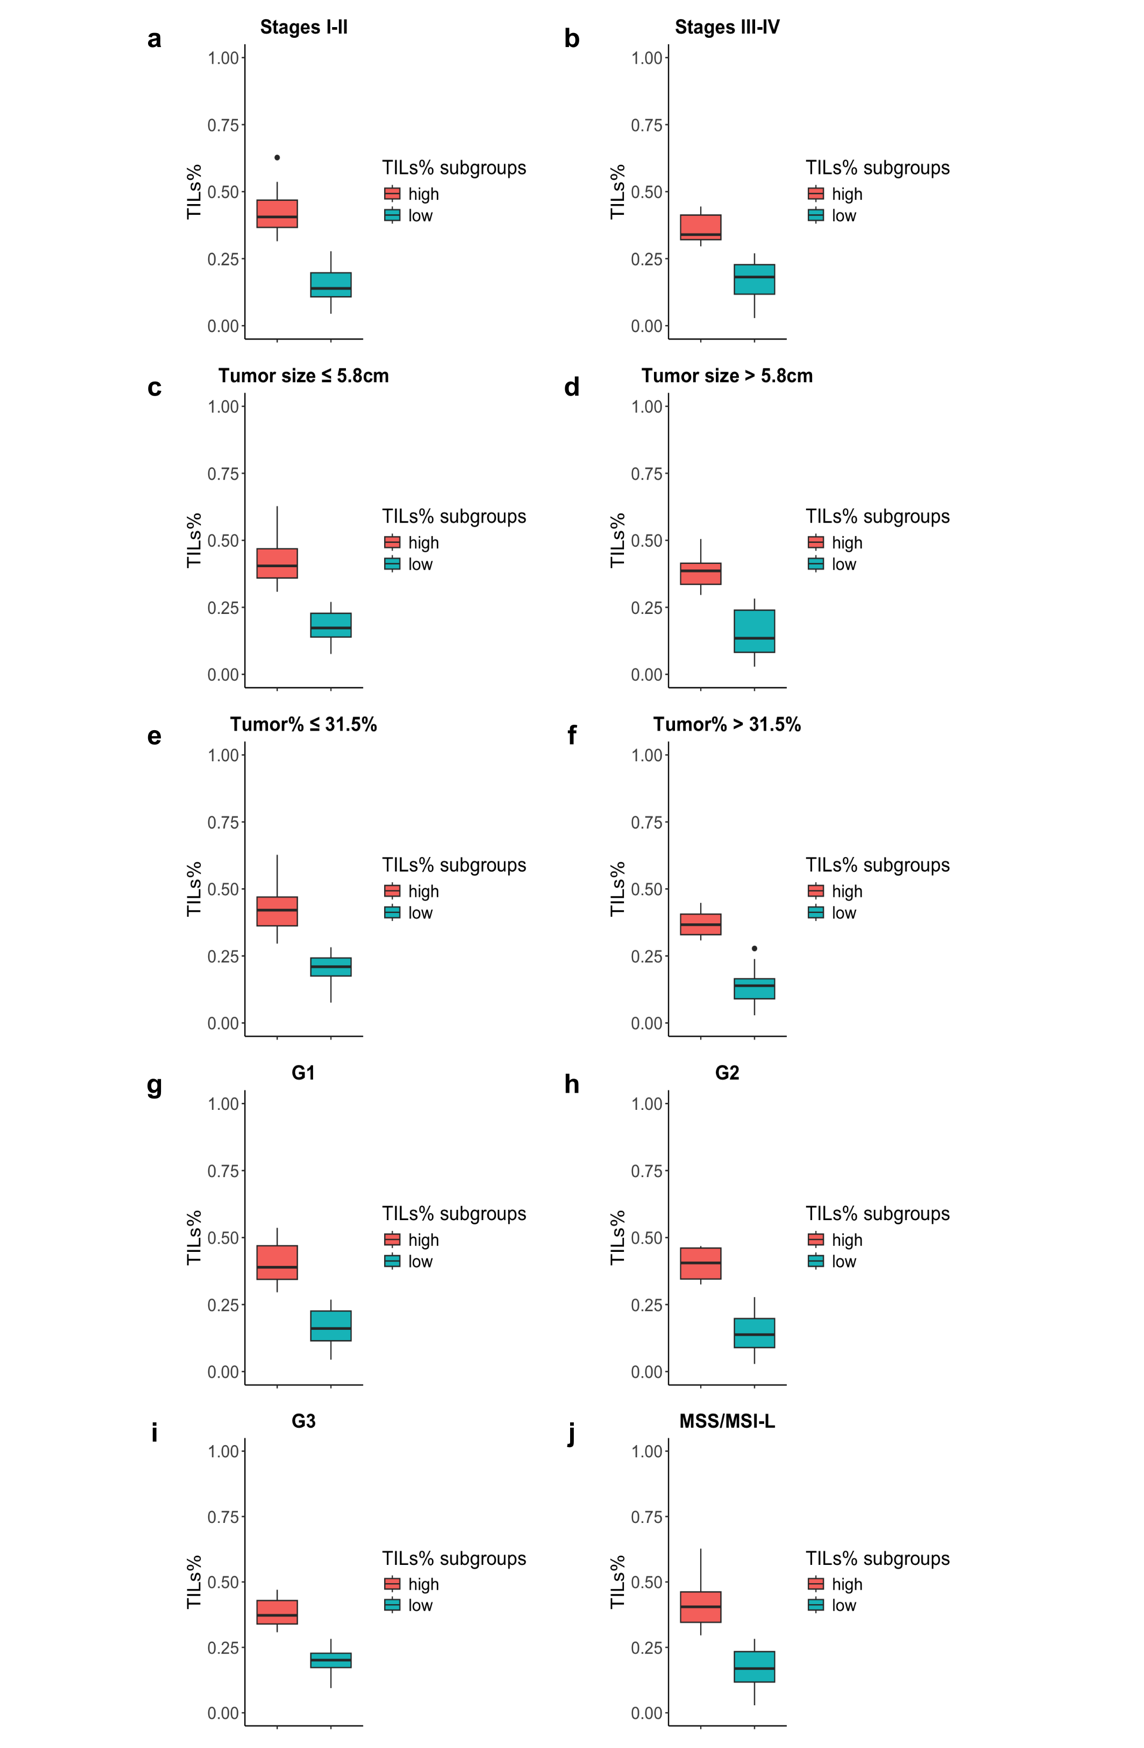 a
Stages I-II
1.00
0.75
0.50
0.25
0.00
TILs%
TILs% subgroups
high
low
b
Stages III-IV
1.00
0.75
0.50
0.25
0.00
TILs%
TILs% subgroups
high
low
c
Tumor size ≤ 5.8cm
1.00
0.75
0.50
0.25
0.00
TILs%
TILs% subgroups
high
low
d
Tumor size > 5.8cm
1.00
0.75
0.50
0.25
0.00
TILs%
TILs% subgroups
high
low
e
Tumor% ≤ 31.5%
1.00
0.75
0.50
0.25
0.00
TILs%
TILs% subgroups
high
low
f
Tumor% > 31.5%
1.00
0.75
0.50
0.25
0.00
TILs%
TILs% subgroups
high
low
g
G1
1.00
0.75
0.50
0.25
0.00
TILs%
TILs% subgroups
high
low
h
G2
1.00
0.75
0.50
0.25
0.00
TILs%
TILs% subgroups
high
low
i
G3
1.00
0.75
0.50
0.25
0.00
TILs%
TILs% subgroups
high
low
j
MSS/MSI-L
1.00
0.75
0.50
0.25
0.00
TILs%
TILs% subgroups
high
low